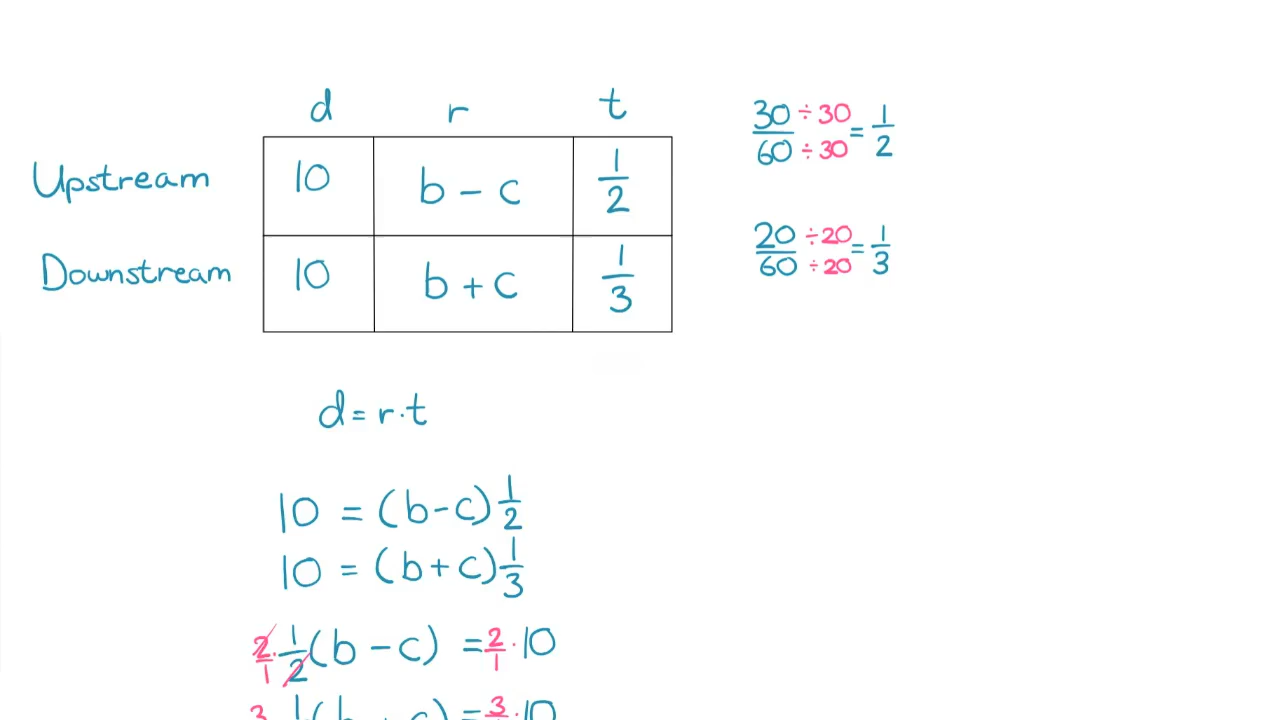 d r t
Upstream 10 b - c 1/2
Downstream 10 b + c 1/3
30/60 ÷ 30/÷ 30 = 1/2
20/60 ÷ 20/÷ 20 = 1/3
d = r · t
10 = (b - c) 1/2
10 = (b + c) 1/3
2/1 · 1/2 (b - c) = 2/1 · 10